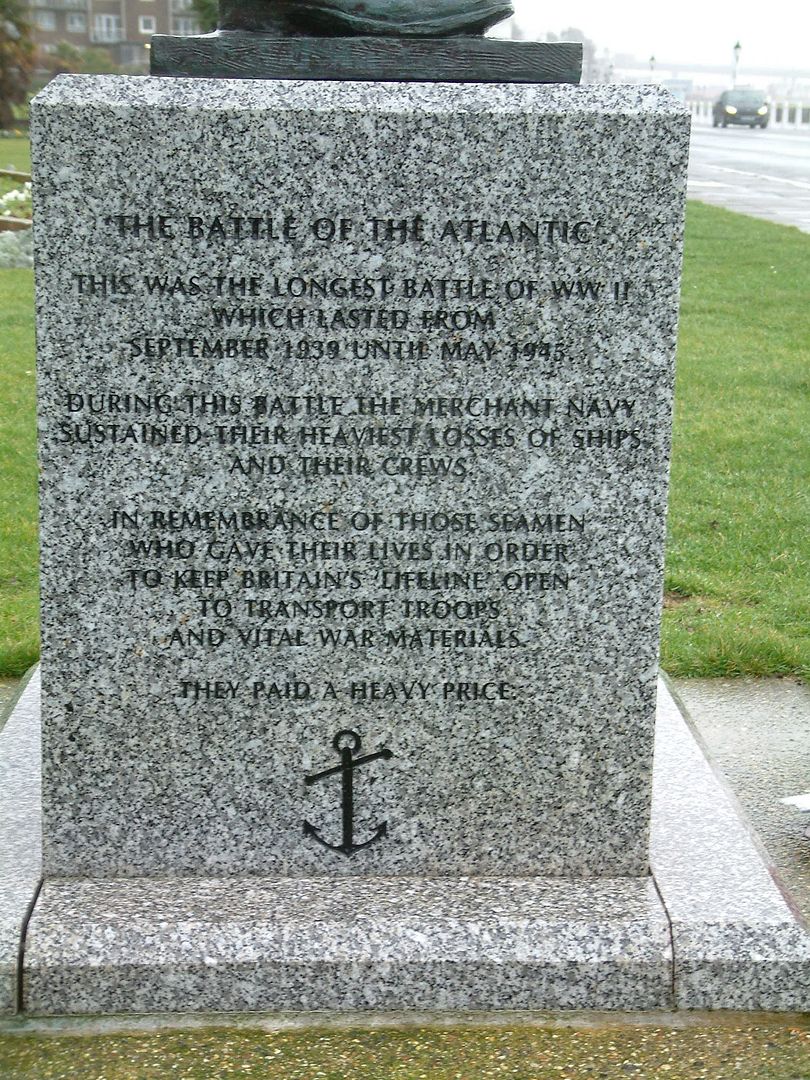 'THE BATTLE OF THE ATLANTIC'.
THIS WAS THE LONGEST BATTLE OF WW II
WHICH LASTED FROM
SEPTEMBER 1939 UNTIL MAY 1945.
DURING THIS BATTLE THE MERCHANT NAVY
SUSTAINED THEIR HEAVIEST LOSSES OF SHIPS
AND THEIR CREWS.
IN REMEMBRANCE OF THOSE SEAMEN
WHO GAVE THEIR LIVES IN ORDER
TO KEEP BRITAIN'S 'LIFELINE' OPEN
TO TRANSPORT TROOPS
AND VITAL WAR MATERIALS.
THEY PAID A HEAVY PRICE.